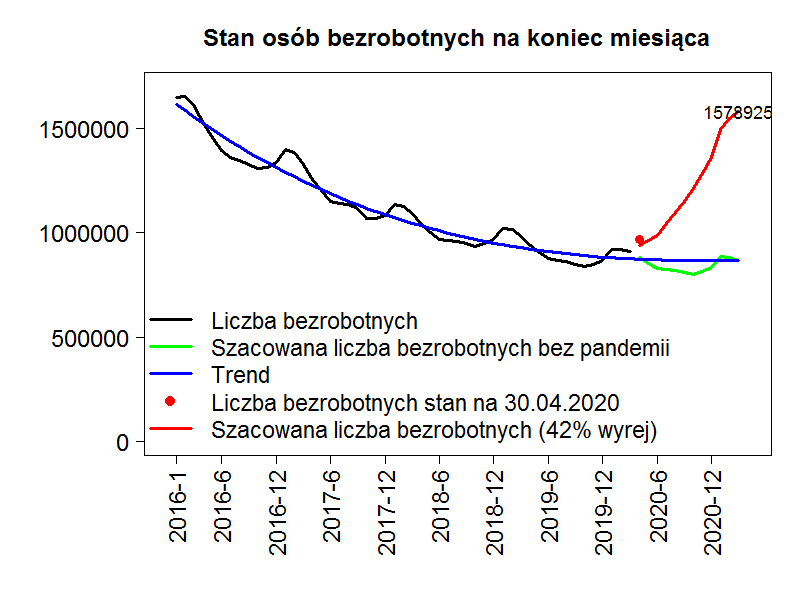 Stan osób bezrobotnych na koniec miesiąca
1578925
1500000
1000000
500000
0
Liczba bezrobotnych
Szacowana liczba bezrobotnych bez pandemii
Trend
Liczba bezrobotnych stan na 30.04.2020
Szacowana liczba bezrobotnych (42% wyrej)
2016-1
2016-6
2016-12
2017-6
2017-12
2018-6
2018-12
2019-6
2019-12
2020-6
2020-12